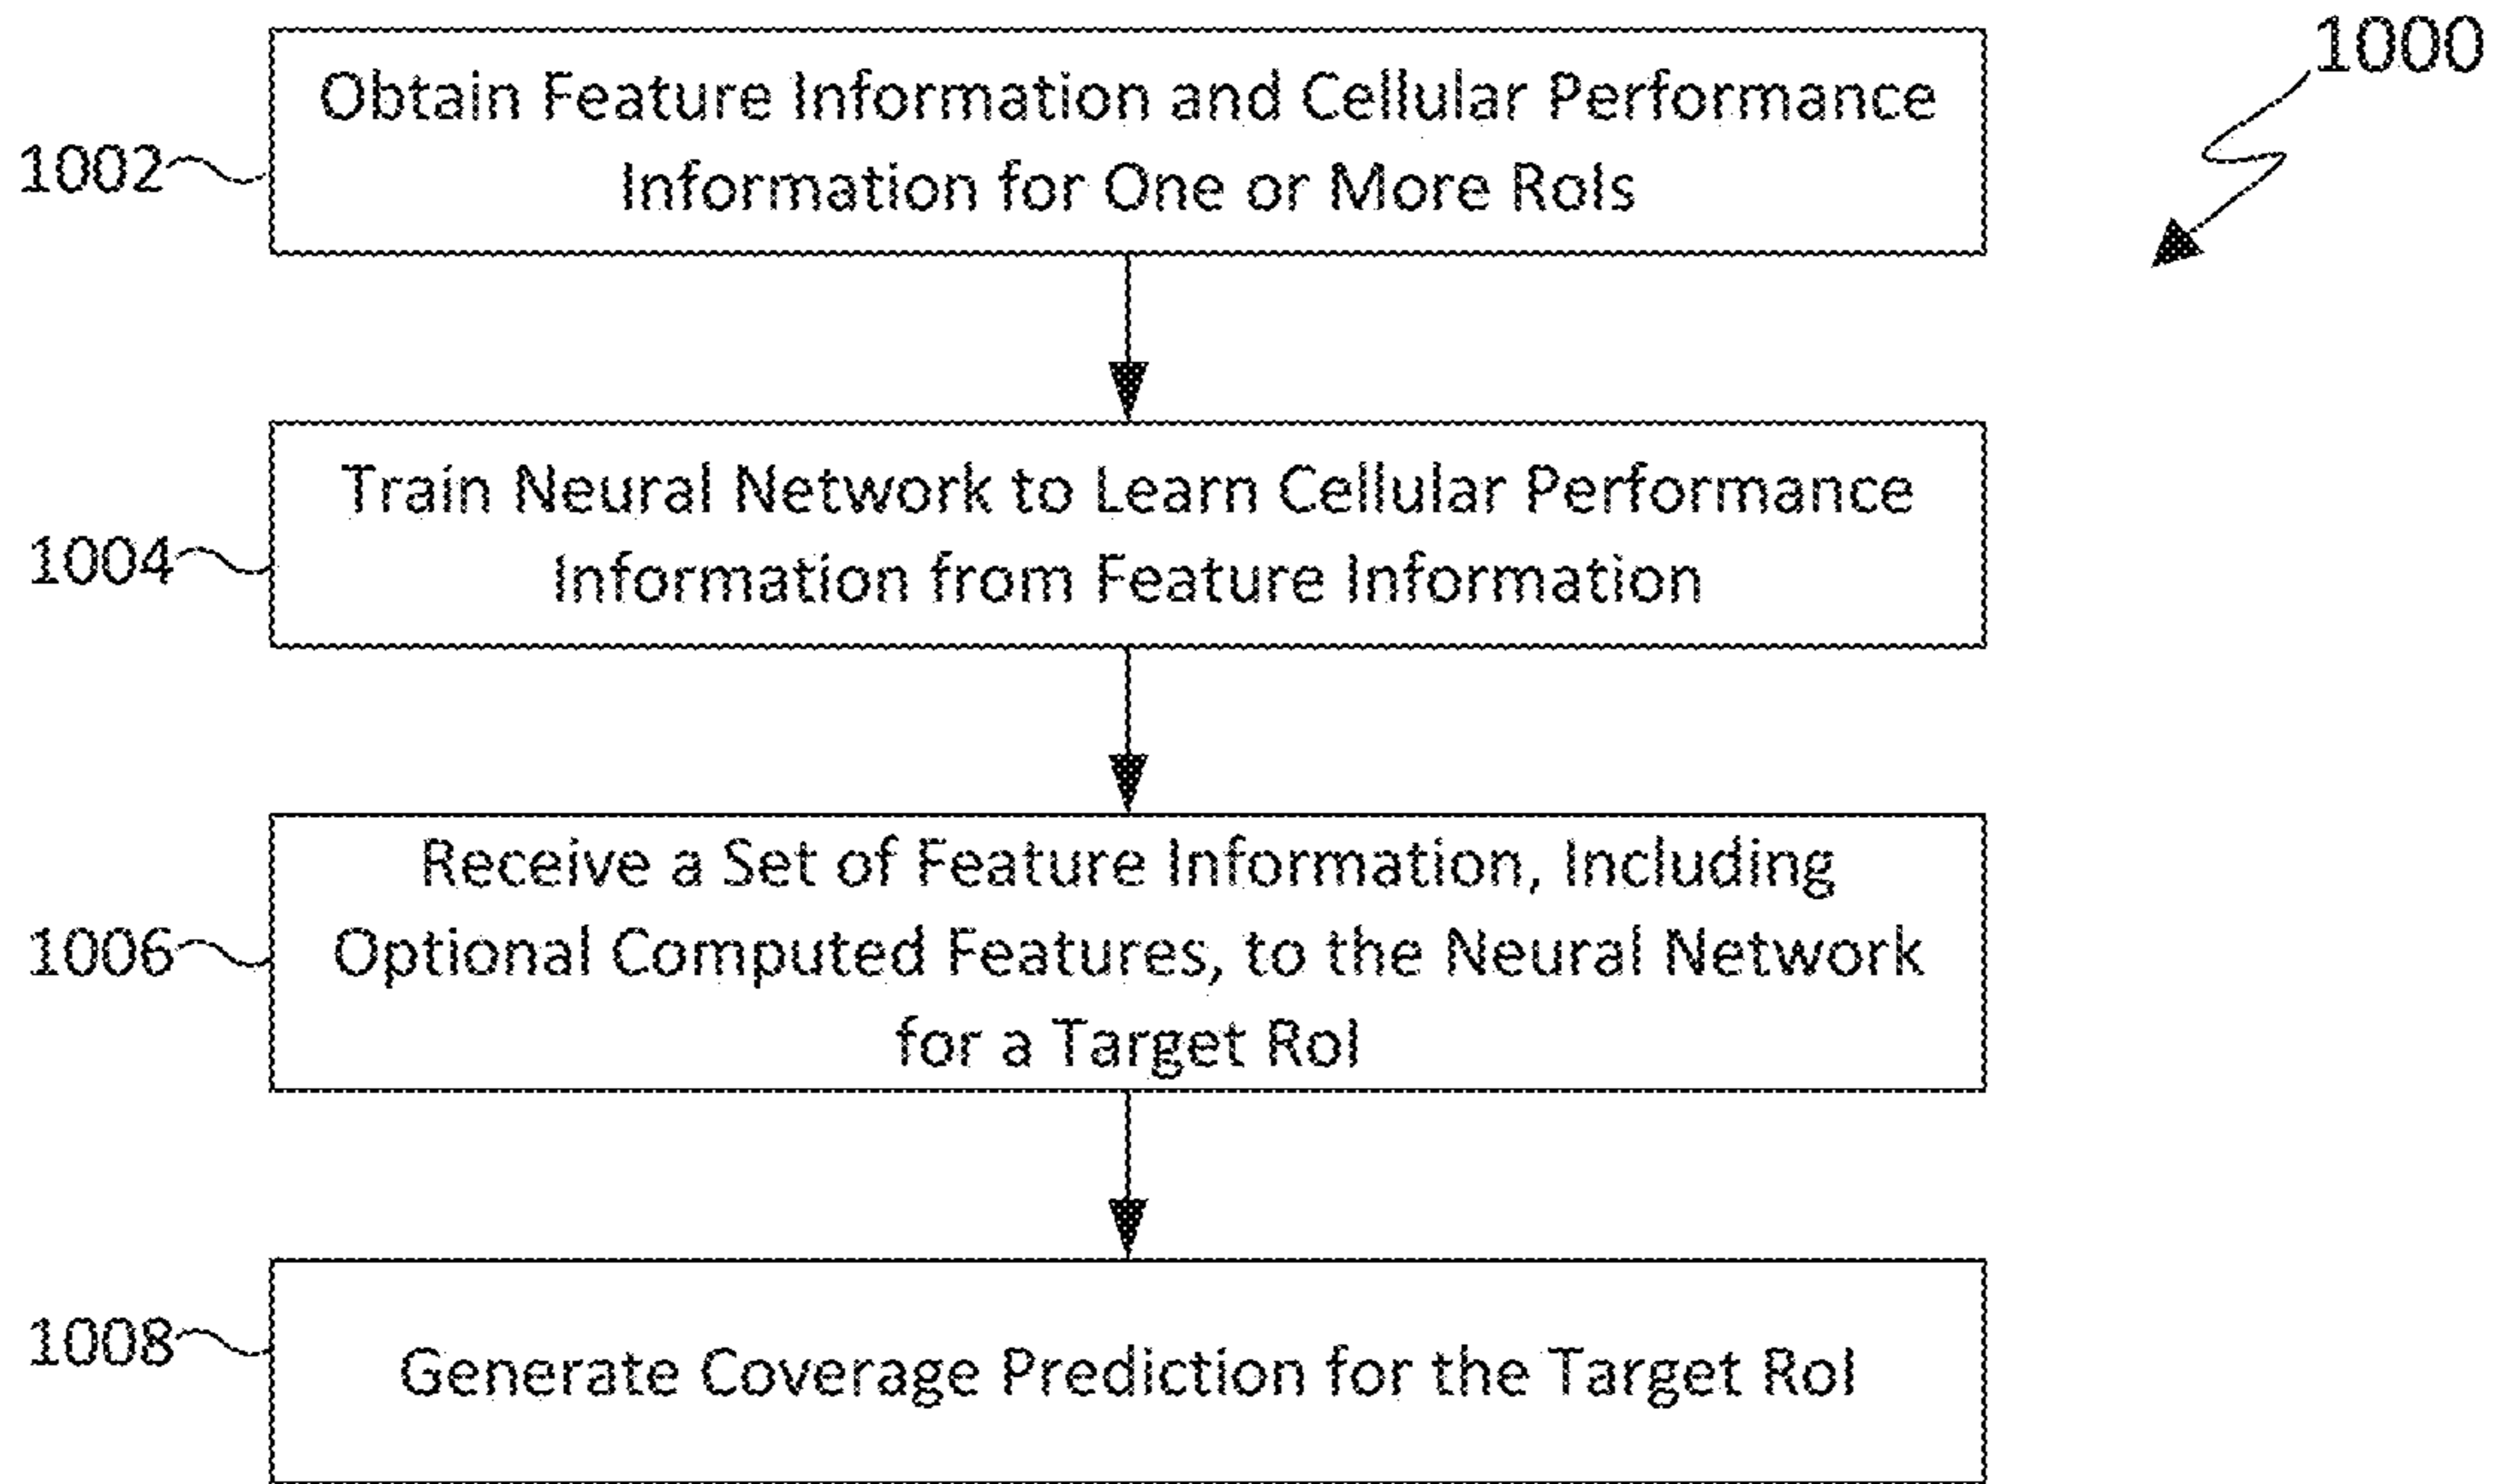 1000
Obtain Feature Information and Cellular Performance
Information for One or More RoIs
1002
Train Neural Network to Learn Cellular Performance
Information from Feature Information
1004
Receive a Set of Feature Information, Including
Optional Computed Features, to the Neural Network
for a Target RoI
1006
Generate Coverage Prediction for the Target RoI
1008